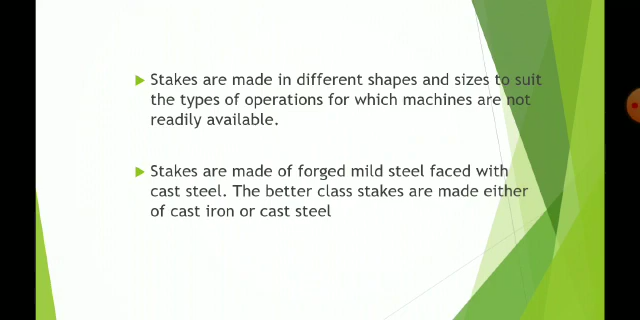 Stakes are made in different shapes and sizes to suit
the types of operations for which machines are not
readily available.
Stakes are made of forged mild steel faced with
cast steel. The better class stakes are made either
of cast iron or cast steel